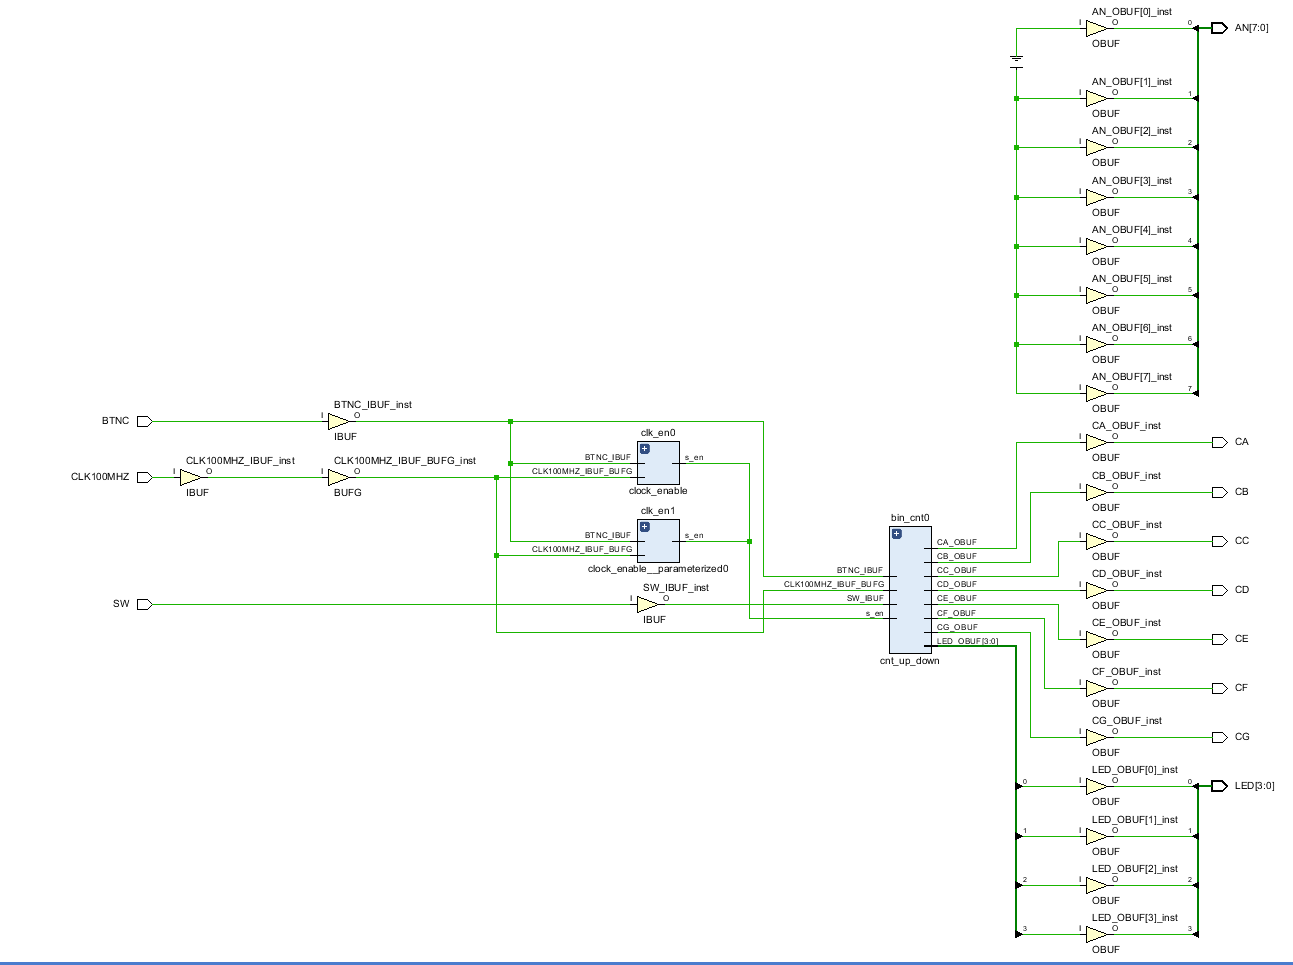 AN_OBUF[0]_inst
I
O
0
AN[7:0]
OBUF
AN_OBUF[1]_inst
I
O
1
OBUF
AN_OBUF[2]_inst
I
O
2
OBUF
AN_OBUF[3]_inst
I
O
3
OBUF
AN_OBUF[4]_inst
I
O
4
OBUF
AN_OBUF[5]_inst
I
O
5
OBUF
AN_OBUF[6]_inst
I
O
6
OBUF
AN_OBUF[7]_inst
I
O
7
OBUF
BTNC
BTNC_IBUF_inst
I
O
IBUF
CLK100MHZ
CLK100MHZ_IBUF_inst
I
O
IBUF
CLK100MHZ_IBUF_BUFG_inst
I
O
BUFG
clk_en0
BTNC_IBUF
s_en
CLK100MHZ_IBUF_BUFG
clock_enable
clk_en1
BTNC_IBUF
s_en
CLK100MHZ_IBUF_BUFG
clock_enable__parameterized0
SW
SW_IBUF_inst
I
O
IBUF
bin_cnt0
BTNC_IBUF
CLK100MHZ_IBUF_BUFG
SW_IBUF
s_en
CA_OBUF
CB_OBUF
CC_OBUF
CD_OBUF
CE_OBUF
CF_OBUF
CG_OBUF
LED_OBUF[3:0]
cnt_up_down
CA_OBUF_inst
I
O
CA
OBUF
CB_OBUF_inst
I
O
CB
OBUF
CC_OBUF_inst
I
O
CC
OBUF
CD_OBUF_inst
I
O
CD
OBUF
CE_OBUF_inst
I
O
CE
OBUF
CF_OBUF_inst
I
O
CF
OBUF
CG_OBUF_inst
I
O
CG
OBUF
LED_OBUF[0]_inst
0
I
O
0
LED[3:0]
OBUF
LED_OBUF[1]_inst
1
I
O
1
OBUF
LED_OBUF[2]_inst
2
I
O
2
OBUF
LED_OBUF[3]_inst
3
I
O
3
OBUF